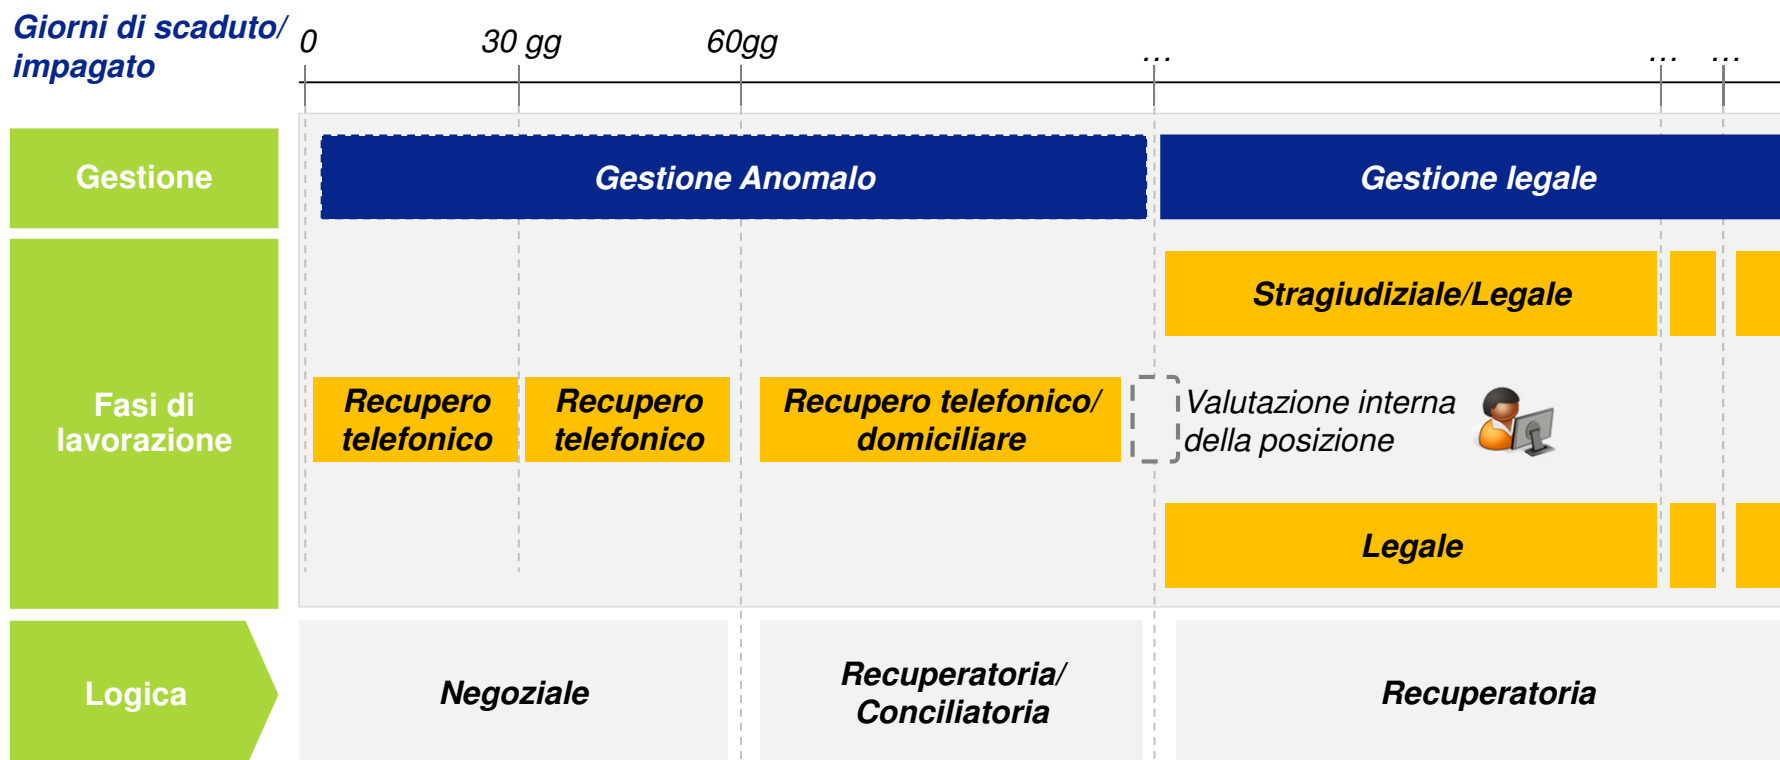 Giorni di scaduto/
impagato
0
30 gg
60gg
...
...
...
Gestione
Gestione Anomalo
Gestione legale
Fasi di
lavorazione
Stragiudiziale/Legale
Recupero
telefonico
Recupero
telefonico
Recupero telefonico/
domiciliare
Valutazione interna
della posizione
Legale
Logica
Negoziale
Recuperatoria/
Conciliatoria
Recuperatoria